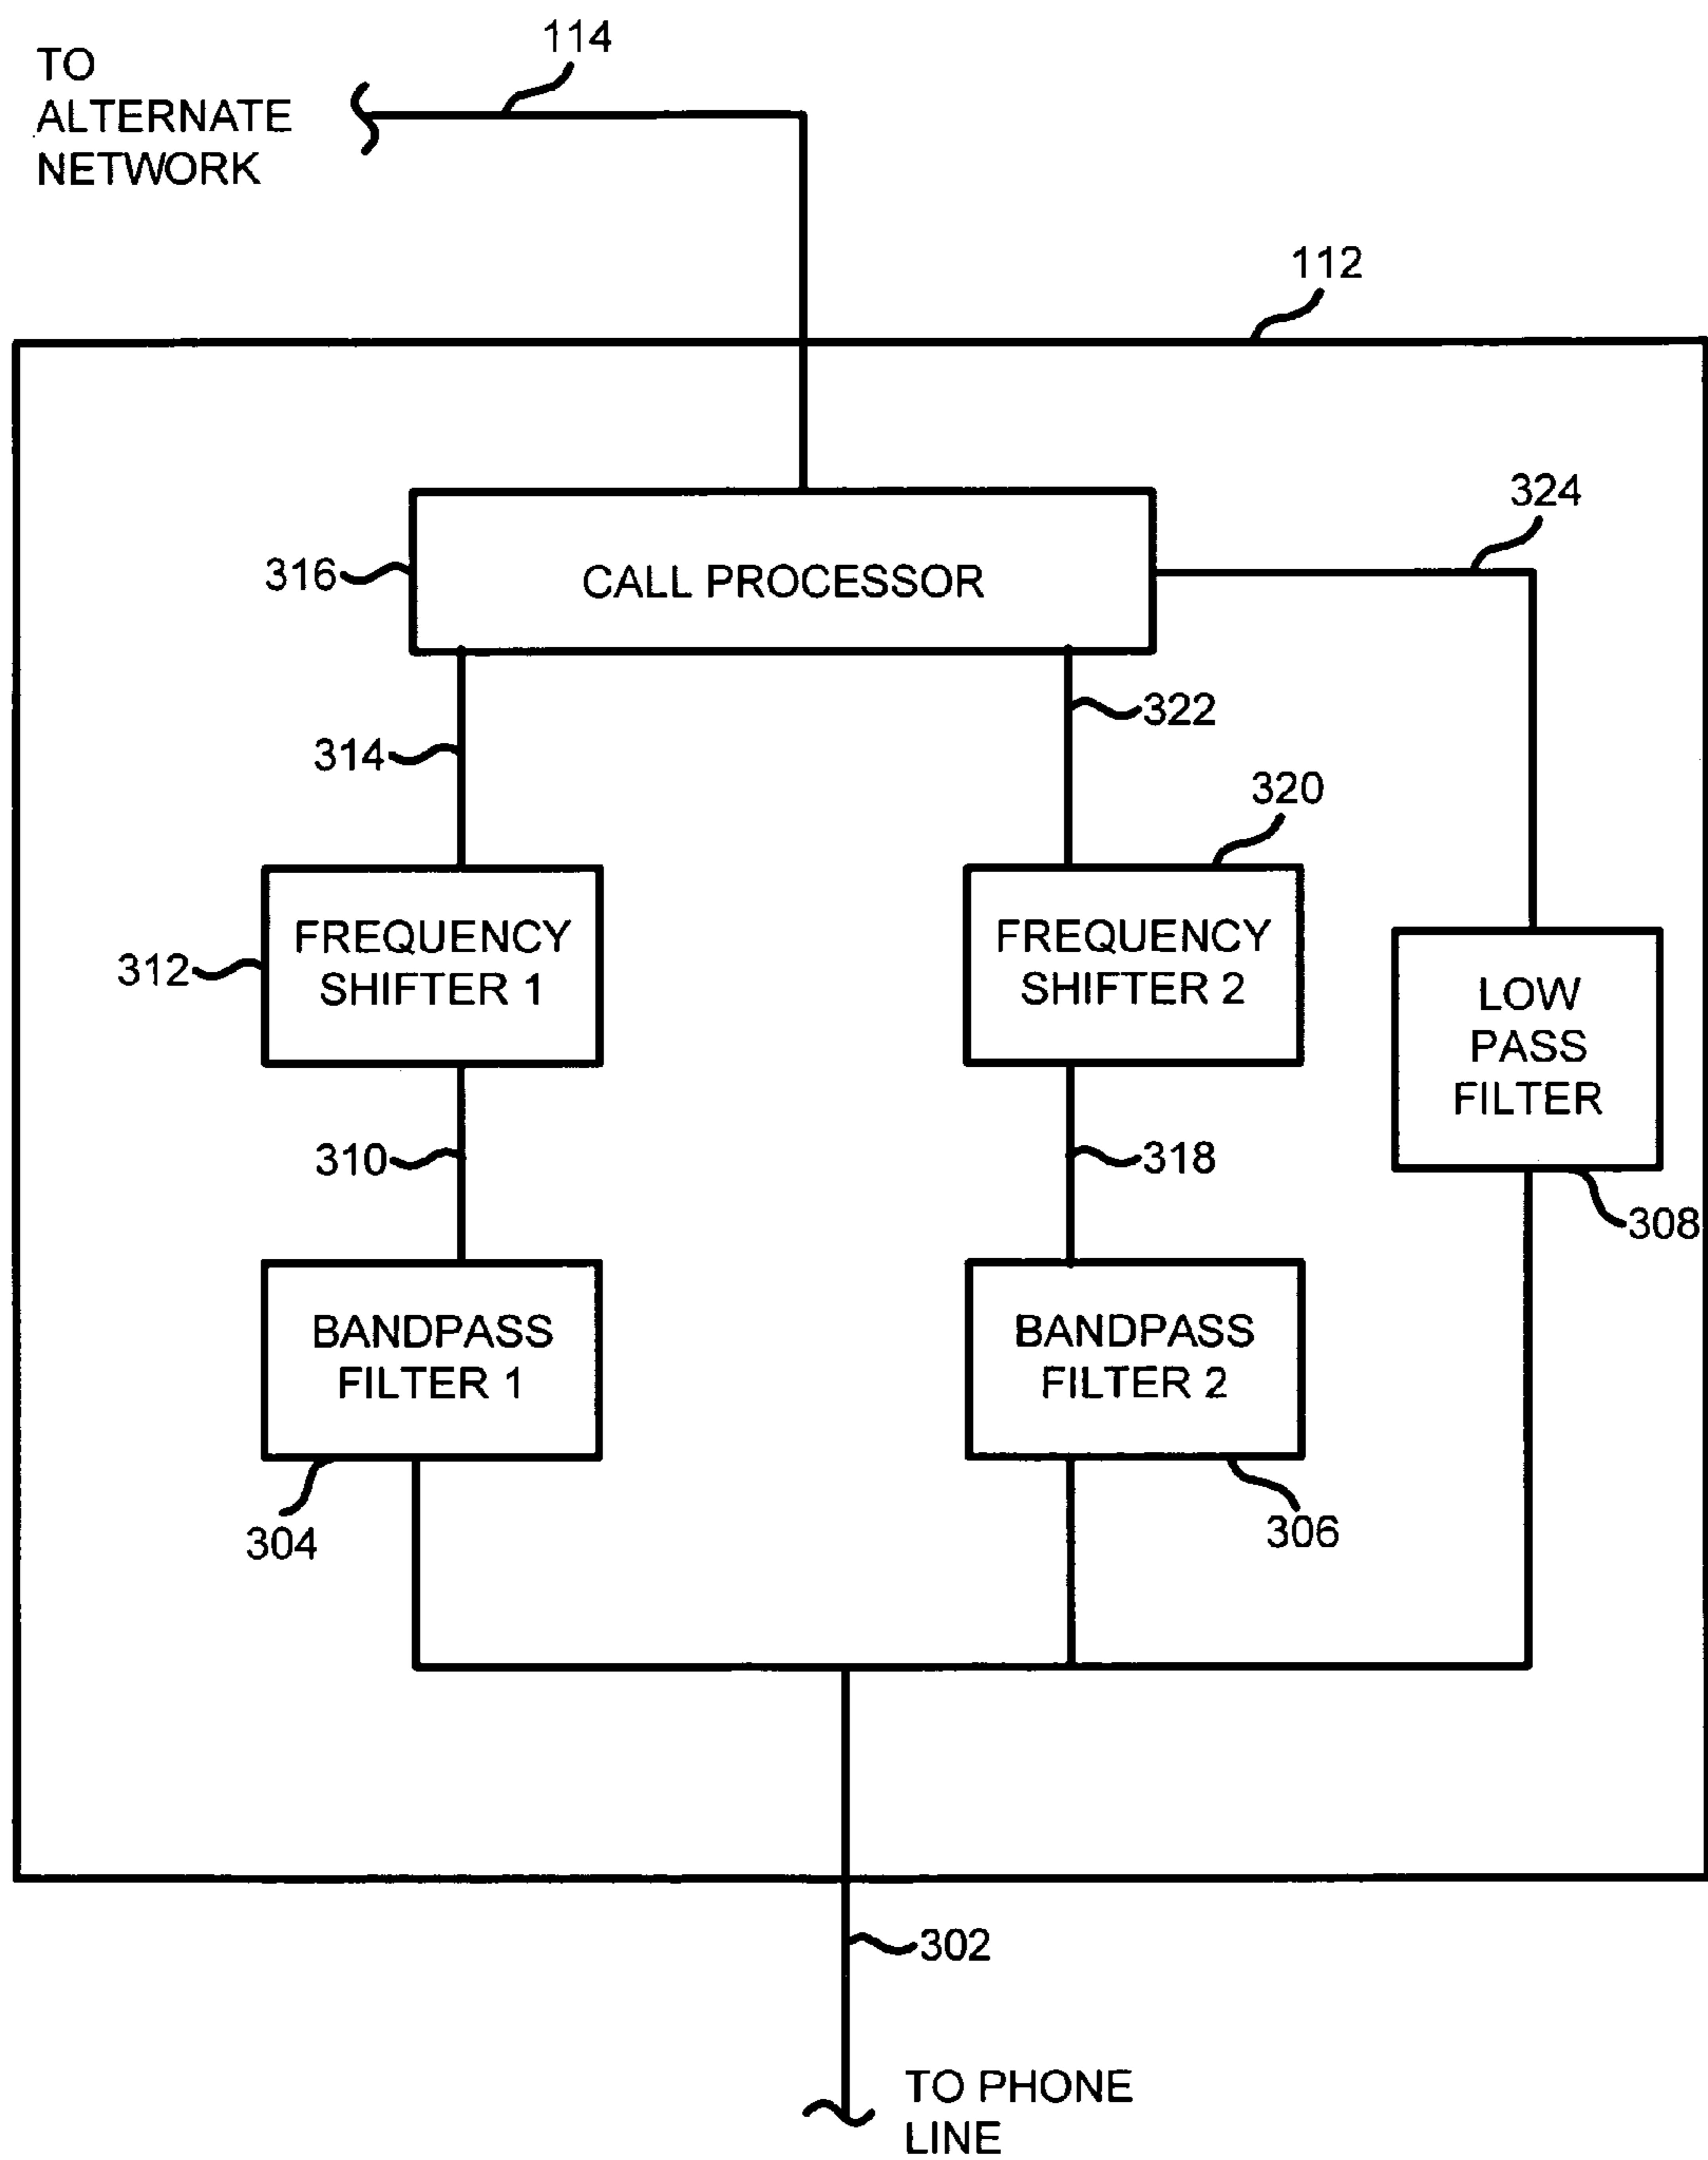 114
TO
ALTERNATE
NETWORK
112
324
316
CALL PROCESSOR
322
314
320
FREQUENCY
SHIFTER 1
FREQUENCY
SHIFTER 2
312
LOW
PASS
FILTER
310
318
308
BANDPASS
FILTER 1
BANDPASS
FILTER 2
304
306
302
TO PHONE
LINE